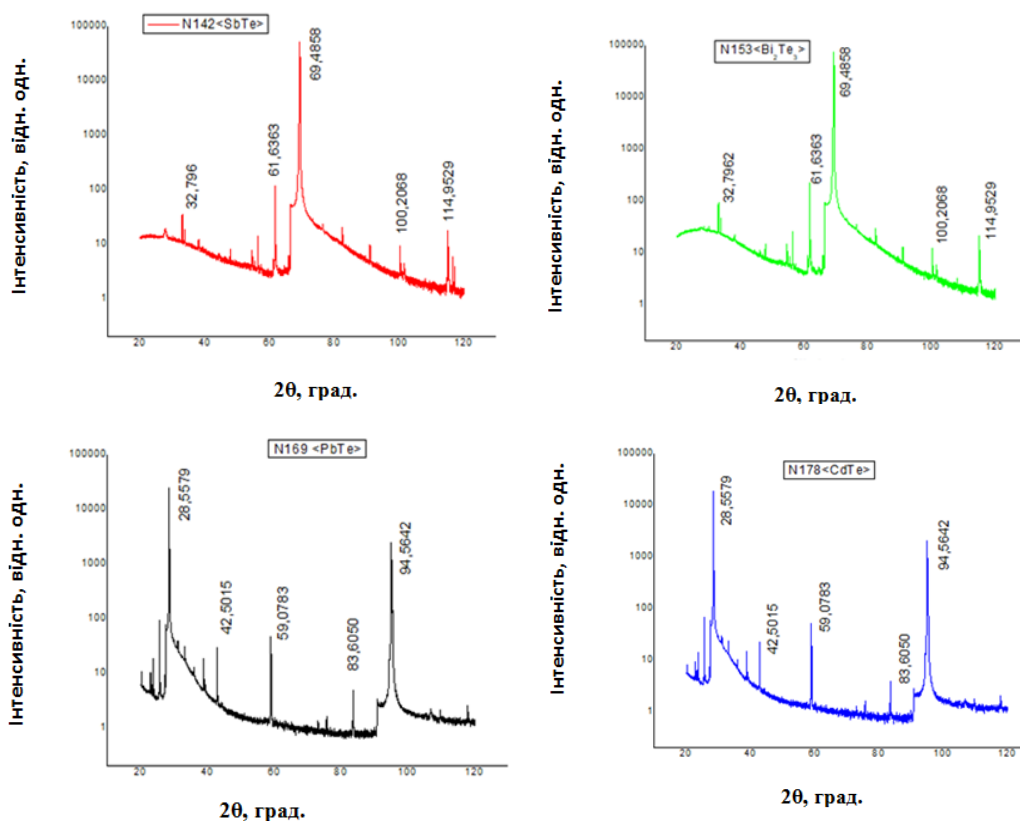 N142<SbTe>
Інтенсивність, відн. одн.
100000
10000
1000
100
10
1
32,796
61,6363
69,4858
100,2068
114,9529
20 40 60 80 100 120
2θ, град.
N153<Bi2Te3>
Інтенсивність, відн. одн.
100000
10000
1000
100
10
1
32,7962
61,6363
69,4858
100,2068
114,9529
20 40 60 80 100 120
2θ, град.
N169 <PbTe>
Інтенсивність, відн. одн.
100000
10000
1000
100
10
1
28,5579
42,5015
59,0783
83,6050
94,5642
20 40 60 80 100 120
2θ, град.
N178<CdTe>
Інтенсивність, відн. одн.
100000
10000
1000
100
10
1
28,5579
42,5015
59,0783
83,6050
94,5642
20 40 60 80 100 120
2θ, град.